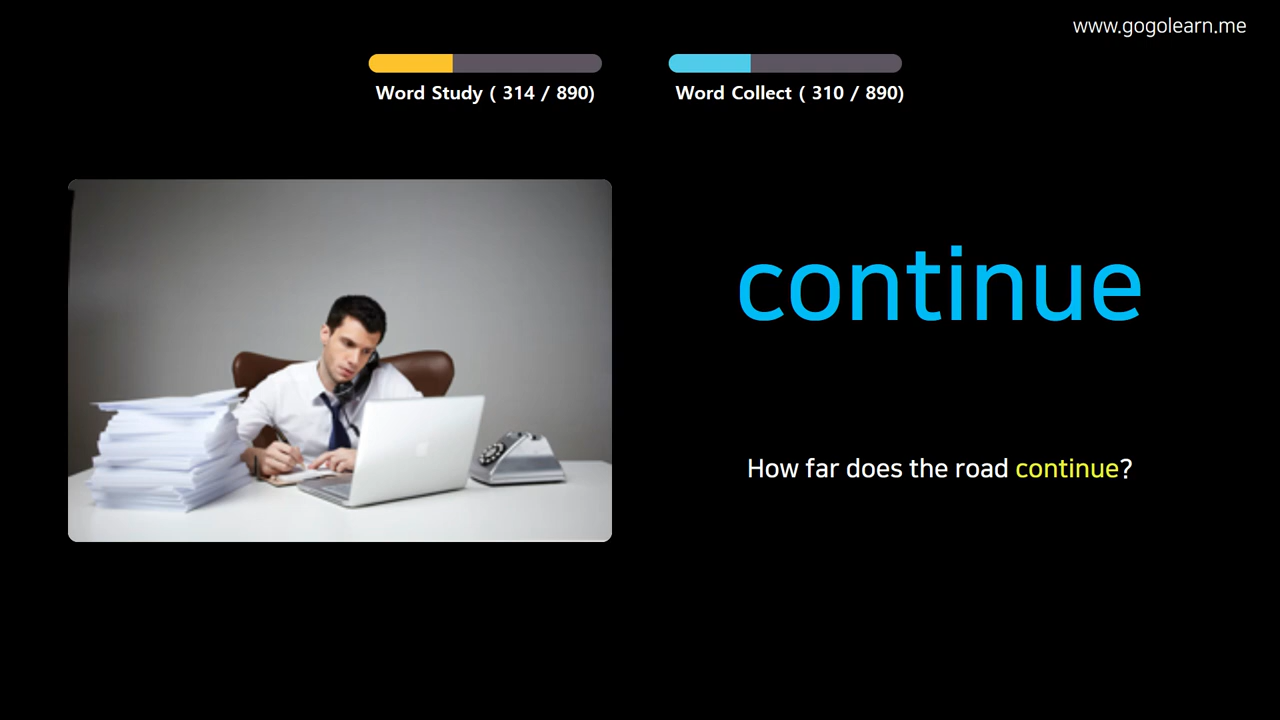 www.gogolearn.me
Word Study ( 314 / 890)
Word Collect ( 310 / 890)
continue
How far does the road continue?